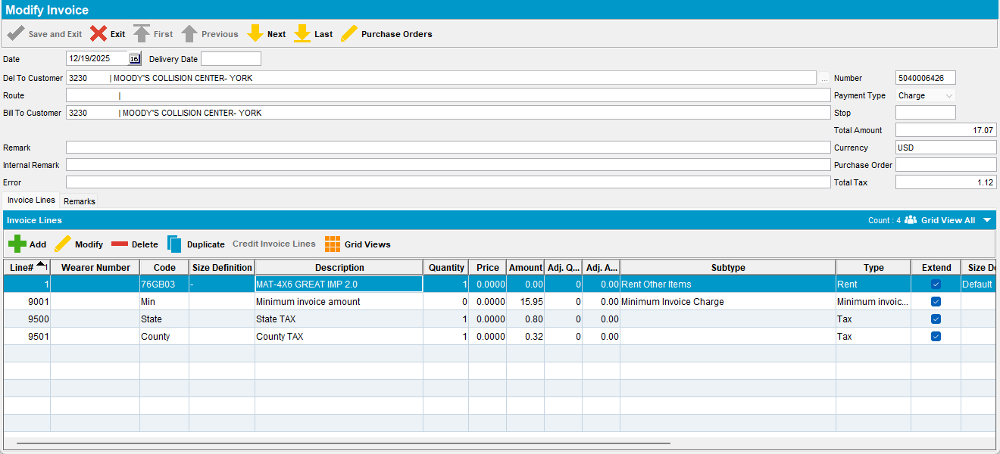 Modify Invoice
Save and Exit Exit First Previous Next Last Purchase Orders
Date 12/19/2025 16 Delivery Date
Del To Customer 3230 | MOODY'S COLLISION CENTER- YORK ... Number 5040006426
Route | Payment Type Charge
Bill To Customer 3230 | MOODY'S COLLISION CENTER- YORK Stop
Total Amount 17.07
Remark Currency USD
Internal Remark Purchase Order
Error Total Tax 1.12
Invoice Lines Remarks
Invoice Lines Count : 4 Grid View All
Add Modify Delete Duplicate Credit Invoice Lines Grid Views
Line# 1 Wearer Number Code Size Definition Description Quantity Price Amount Adj. Q... Adj. A... Subtype Type Extend Size De
1 76GB03 - MAT-4X6 GREAT IMP 2.0 1 0.0000 0.00 0 0.00 Rent Other Items Rent Default
9001 Min Minimum invoice amount 0 0.0000 15.95 0 0.00 Minimum Invoice Charge Minimum invoic...
9500 State State TAX 1 0.0000 0.80 0 0.00 Tax
9501 County County TAX 1 0.0000 0.32 0 0.00 Tax